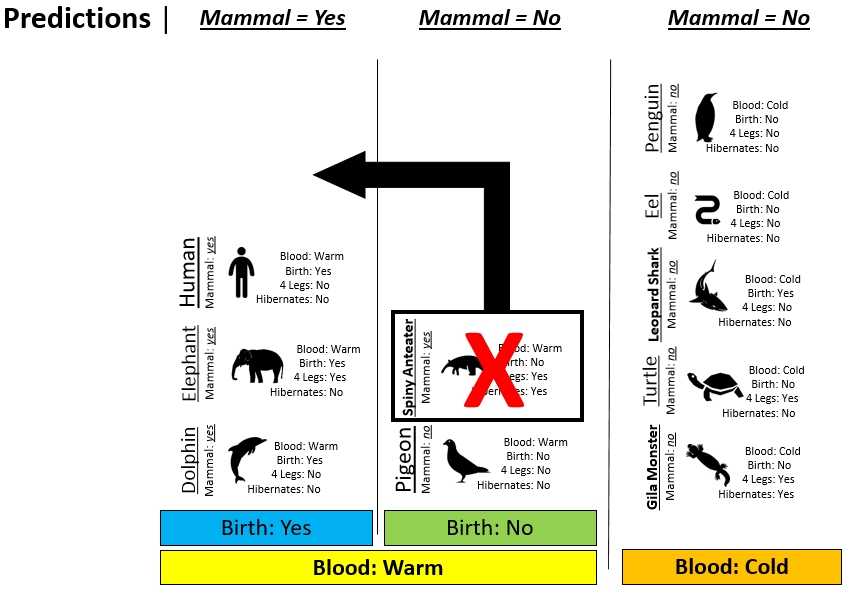 Predictions |
Mammal = Yes
Mammal = No
Mammal = No
Human
Mammal: yes
Blood: Warm
Birth: Yes
4 Legs: No
Hibernates: No
Elephant
Mammal: yes
Blood: Warm
Birth: Yes
4 Legs: Yes
Hibernates: No
Dolphin
Mammal: yes
Blood: Warm
Birth: Yes
4 Legs: No
Hibernates: No
Spiny Anteater
Mammal: yes
Blood: Warm
Birth: No
Legs: Yes
Hibernates: Yes
Pigeon
Mammal: no
Blood: Warm
Birth: No
4 Legs: No
Hibernates: No
Penguin
Mammal: no
Blood: Cold
Birth: No
4 Legs: No
Hibernates: No
Eel
Mammal: no
Blood: Cold
Birth: No
4 Legs: No
Hibernates: No
Leopard Shark
Mammal: no
Blood: Cold
Birth: Yes
4 Legs: No
Hibernates: No
Turtle
Mammal: no
Blood: Cold
Birth: No
4 Legs: Yes
Hibernates: No
Gila Monster
Mammal: no
Blood: Cold
Birth: No
4 Legs: Yes
Hibernates: Yes
Birth: Yes
Birth: No
Blood: Warm
Blood: Cold